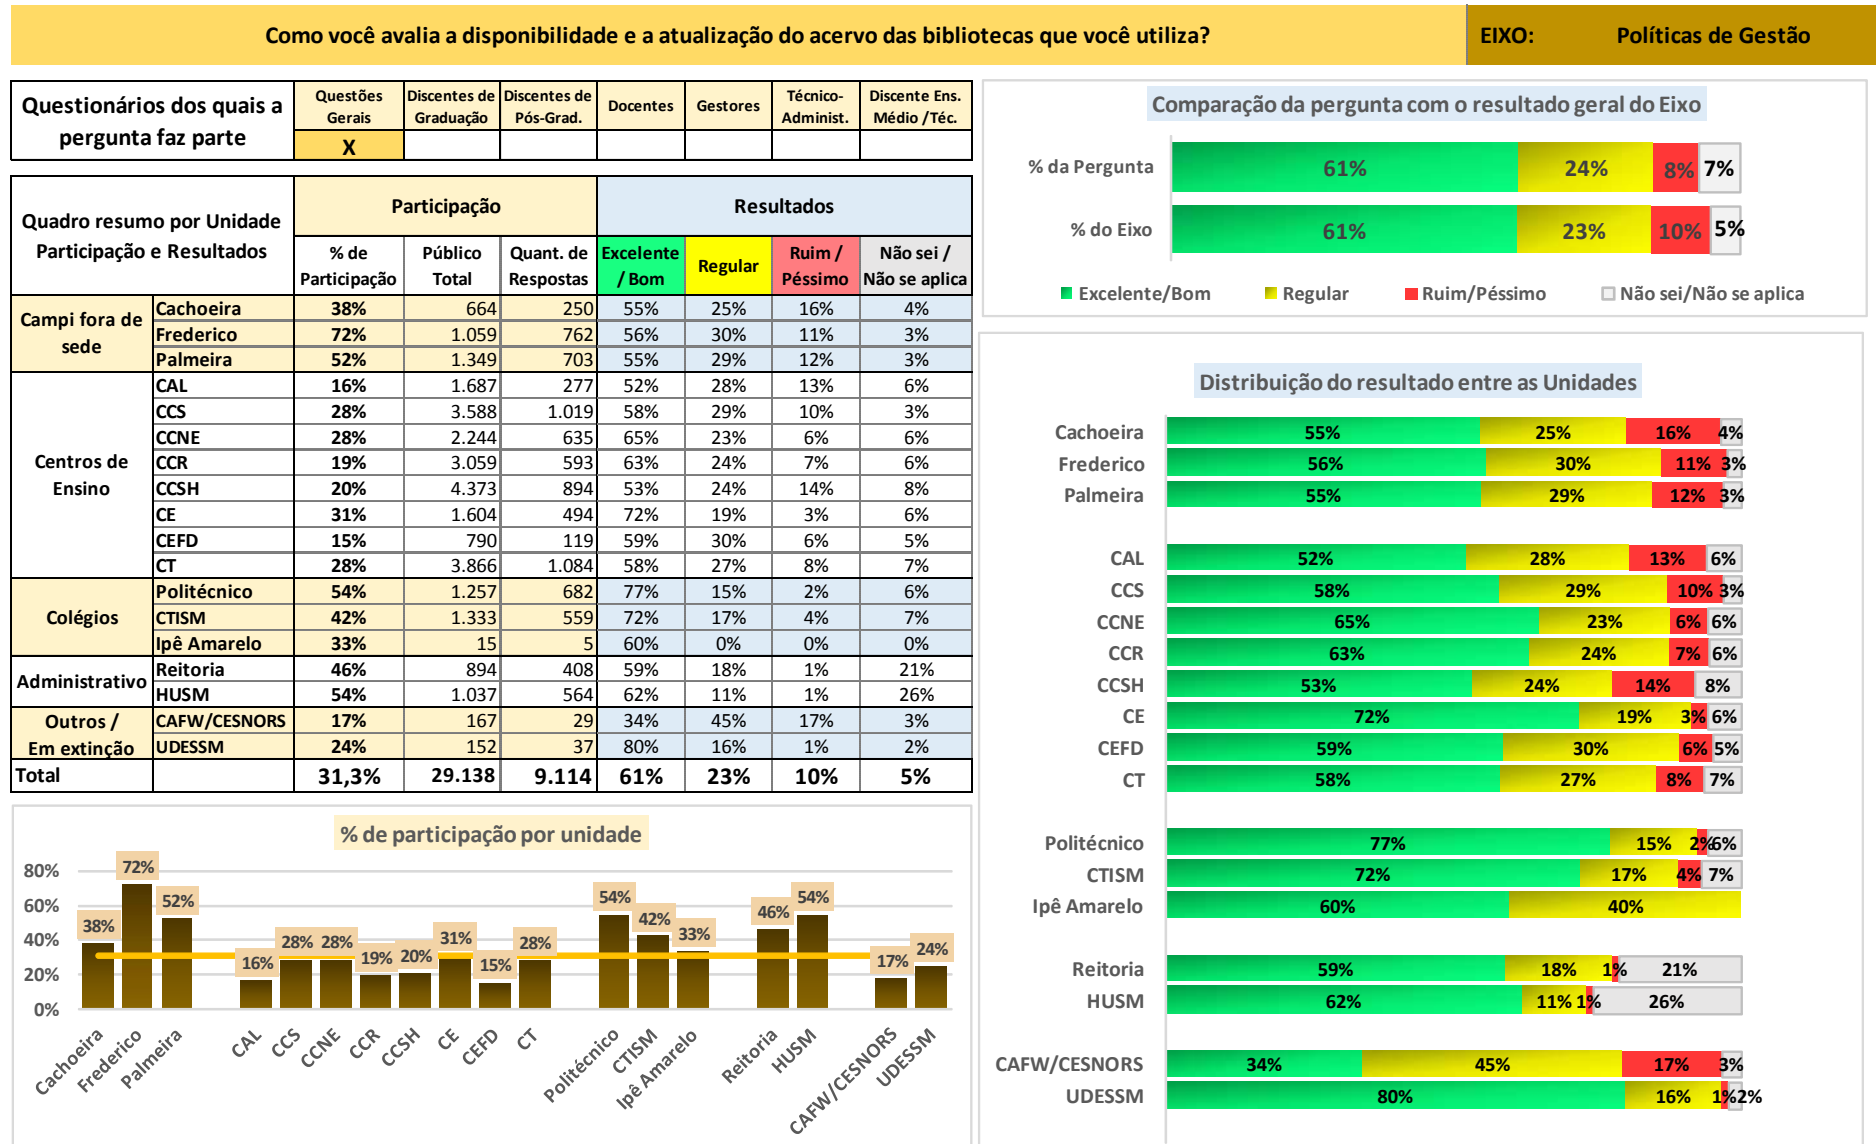 Como você avalia a disponibilidade e a atualização do acervo das bibliotecas que você utiliza?
EIXO: Políticas de Gestão
Questionários dos quais a pergunta faz parte
Questões Gerais
Discentes de Graduação
Discentes de Pós-Grad.
Docentes
Gestores
Técnico-Administ.
Discente Ens. Médio /Téc.
X
Quadro resumo por Unidade Participação e Resultados
Participação
Resultados
% de Participação
Público Total
Quant. de Respostas
Excelente / Bom
Regular
Ruim / Péssimo
Não sei / Não se aplica
Campi fora de sede
Cachoeira 38% 664 250 55% 25% 16% 4%
Frederico 72% 1.059 762 56% 30% 11% 3%
Palmeira 52% 1.349 703 55% 29% 12% 3%
Centros de Ensino
CAL 16% 1.687 277 52% 28% 13% 6%
CCS 28% 3.588 1.019 58% 29% 10% 3%
CCNE 28% 2.244 635 65% 23% 6% 6%
CCR 19% 3.059 593 63% 24% 7% 6%
CCSH 20% 4.373 894 53% 24% 14% 8%
CE 31% 1.604 494 72% 19% 3% 6%
CEFD 15% 790 119 59% 30% 6% 5%
CT 28% 3.866 1.084 58% 27% 8% 7%
Colégios
Politécnico 54% 1.257 682 77% 15% 2% 6%
CTISM 42% 1.333 559 72% 17% 4% 7%
Ipê Amarelo 33% 15 5 60% 0% 0% 0%
Administrativo
Reitoria 46% 894 408 59% 18% 1% 21%
HUSM 54% 1.037 564 62% 11% 1% 26%
Outros / Em extinção
CAFW/CESNORS 17% 167 29 34% 45% 17% 3%
UDESSM 24% 152 37 80% 16% 1% 2%
Total 31,3% 29.138 9.114 61% 23% 10% 5%
% de participação por unidade
80%
60%
40%
20%
0%
38% 72% 52% 16% 28% 28% 19% 20% 31% 15% 28% 54% 42% 33% 46% 54% 17% 24%
Cachoeira Frederico Palmeira CAL CCS CCNE CCR CCSH CE CEFD CT Politécnico CTISM Ipê Amarelo Reitoria HUSM CAFW/CESNORS UDESSM
Comparação da pergunta com o resultado geral do Eixo
% da Pergunta 61% 24% 8% 7%
% do Eixo 61% 23% 10% 5%
Excelente/Bom Regular Ruim/Péssimo Não sei/Não se aplica
Distribuição do resultado entre as Unidades
Cachoeira 55% 25% 16% 4%
Frederico 56% 30% 11% 3%
Palmeira 55% 29% 12% 3%
CAL 52% 28% 13% 6%
CCS 58% 29% 10% 3%
CCNE 65% 23% 6% 6%
CCR 63% 24% 7% 6%
CCSH 53% 24% 14% 8%
CE 72% 19% 3% 6%
CEFD 59% 30% 6% 5%
CT 58% 27% 8% 7%
Politécnico 77% 15% 2% 6%
CTISM 72% 17% 4% 7%
Ipê Amarelo 60% 40%
Reitoria 59% 18% 1% 21%
HUSM 62% 11% 1% 26%
CAFW/CESNORS 34% 45% 17% 3%
UDESSM 80% 16% 1% 2%